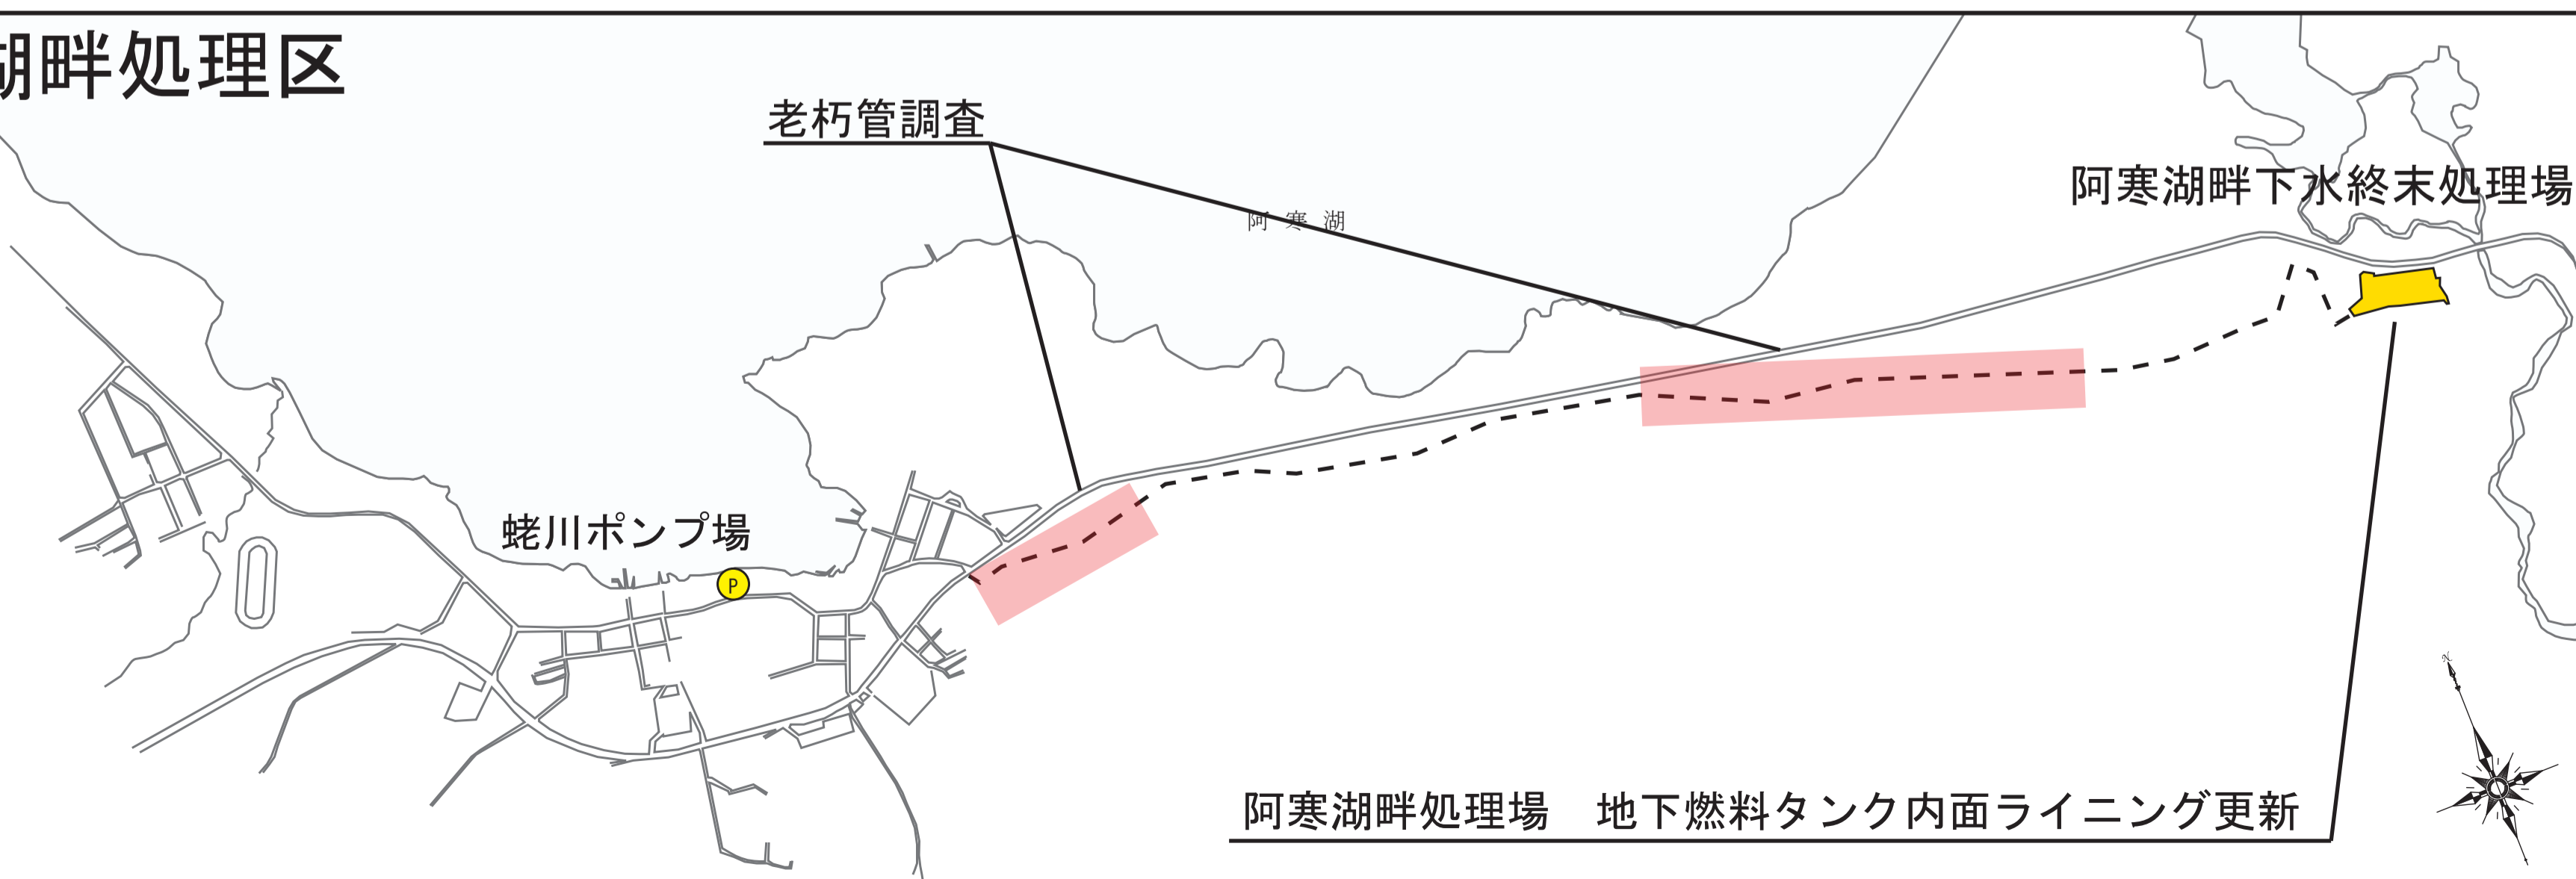 湖畔処理区
老朽管調査
阿寒湖
阿寒湖畔下水終末処理場
蛯川ポンプ場
P
阿寒湖畔処理場　地下燃料タンク内面ライニング更新
N